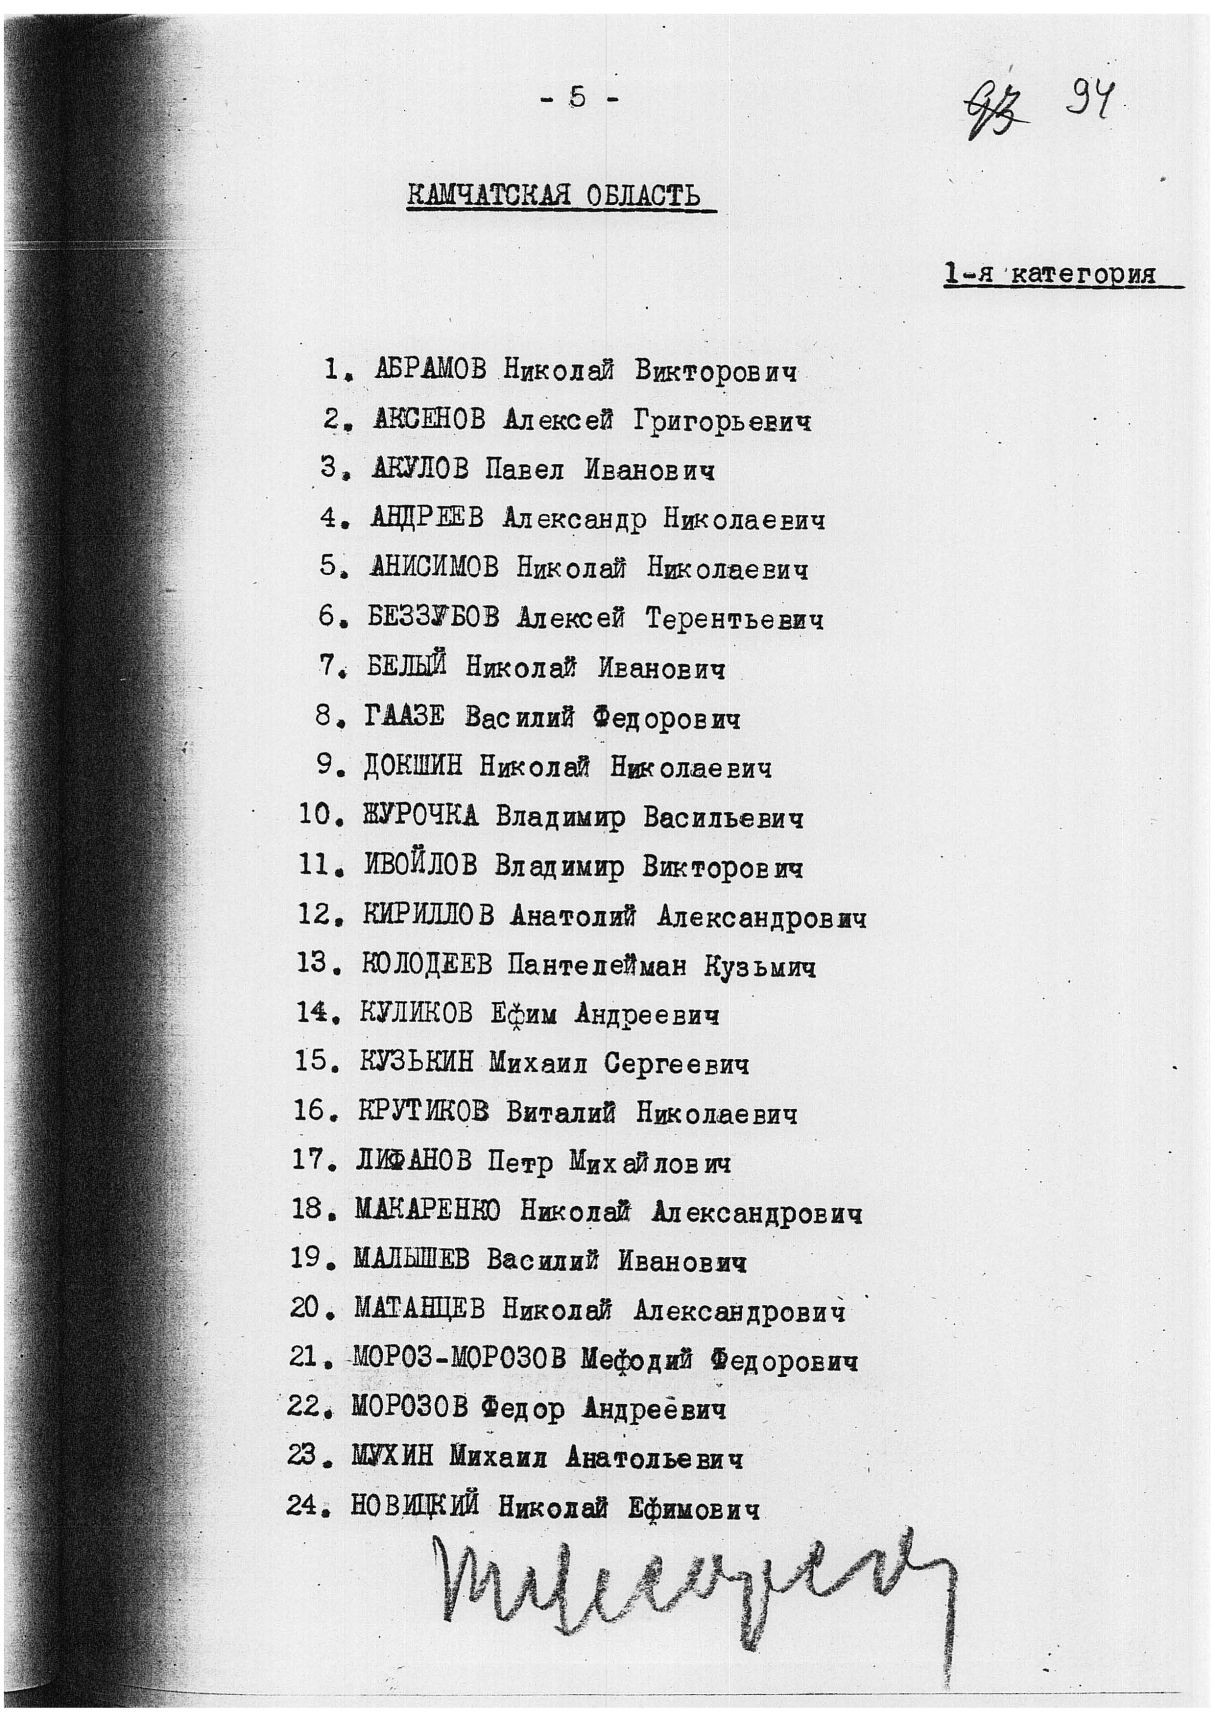 - 5 -
93 94
КАМЧАТСКАЯ ОБЛАСТЬ
1-я категория
1. АБРАМОВ Николай Викторович
2. АКСЕНОВ Алексей Григорьевич
3. АКУЛОВ Павел Иванович
4. АНДРЕЕВ Александр Николаевич
5. АНИСИМОВ Николай Николаевич
6. БЕЗЗУБОВ Алексей Терентьевич
7. БЕЛЫЙ Николай Иванович
8. ГААЗЕ Василий Федорович
9. ДОКШИН Николай Николаевич
10. ЖУРОЧКА Владимир Васильевич
11. ИВОЙЛОВ Владимир Викторович
12. КИРИЛЛОВ Анатолий Александрович
13. КОЛОДЕЕВ Пантелейман Кузьмич
14. КУЛИКОВ Ефим Андреевич
15. КУЗЬКИН Михаил Сергеевич
16. КРУТИКОВ Виталий Николаевич
17. ЛИФАНОВ Петр Михайлович
18. МАКАРЕНКО Николай Александрович
19. МАЛЫШЕВ Василий Иванович
20. МАТАНЦЕВ Николай Александрович
21. МОРОЗ-МОРОЗОВ Мефодий Федорович
22. МОРОЗОВ Федор Андреевич
23. МУХИН Михаил Анатольевич
24. НОВИЦКИЙ Николай Ефимович